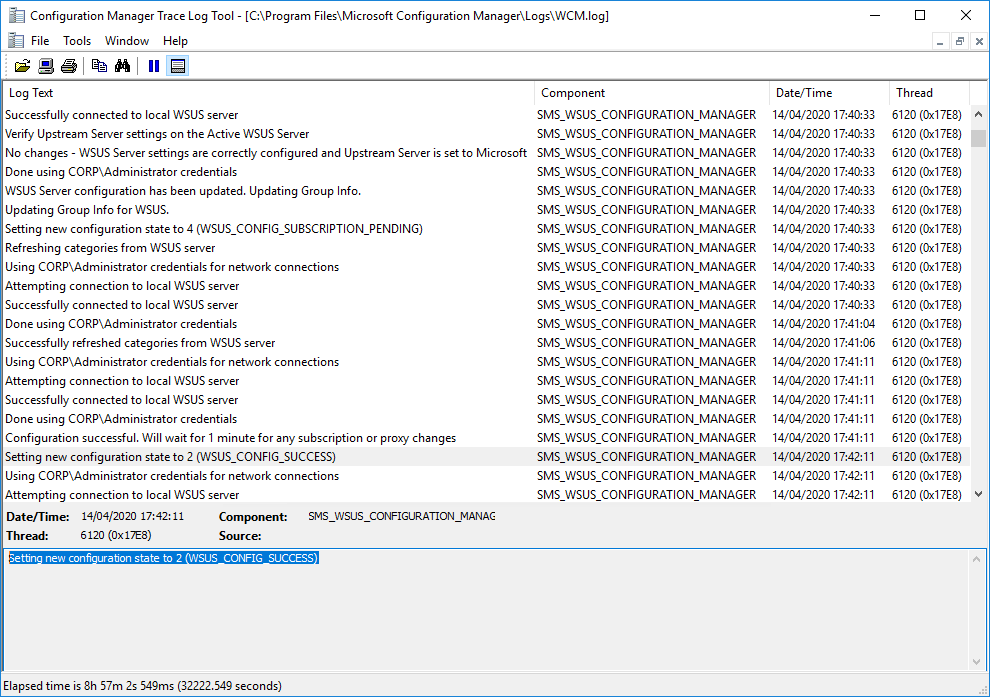 Configuration Manager Trace Log Tool - [C:\Program Files\Microsoft Configuration Manager\Logs\WCM.log]
File Tools Window Help
Log Text Component Date/Time Thread
Successfully connected to local WSUS server SMS_WSUS_CONFIGURATION_MANAGER 14/04/2020 17:40:33 6120 (0x17E8)
Verify Upstream Server settings on the Active WSUS Server SMS_WSUS_CONFIGURATION_MANAGER 14/04/2020 17:40:33 6120 (0x17E8)
No changes - WSUS Server settings are correctly configured and Upstream Server is set to Microsoft SMS_WSUS_CONFIGURATION_MANAGER 14/04/2020 17:40:33 6120 (0x17E8)
Done using CORP\Administrator credentials SMS_WSUS_CONFIGURATION_MANAGER 14/04/2020 17:40:33 6120 (0x17E8)
WSUS Server configuration has been updated. Updating Group Info. SMS_WSUS_CONFIGURATION_MANAGER 14/04/2020 17:40:33 6120 (0x17E8)
Updating Group Info for WSUS. SMS_WSUS_CONFIGURATION_MANAGER 14/04/2020 17:40:33 6120 (0x17E8)
Setting new configuration state to 4 (WSUS_CONFIG_SUBSCRIPTION_PENDING) SMS_WSUS_CONFIGURATION_MANAGER 14/04/2020 17:40:33 6120 (0x17E8)
Refreshing categories from WSUS server SMS_WSUS_CONFIGURATION_MANAGER 14/04/2020 17:40:33 6120 (0x17E8)
Using CORP\Administrator credentials for network connections SMS_WSUS_CONFIGURATION_MANAGER 14/04/2020 17:40:33 6120 (0x17E8)
Attempting connection to local WSUS server SMS_WSUS_CONFIGURATION_MANAGER 14/04/2020 17:40:33 6120 (0x17E8)
Successfully connected to local WSUS server SMS_WSUS_CONFIGURATION_MANAGER 14/04/2020 17:40:33 6120 (0x17E8)
Done using CORP\Administrator credentials SMS_WSUS_CONFIGURATION_MANAGER 14/04/2020 17:41:04 6120 (0x17E8)
Successfully refreshed categories from WSUS server SMS_WSUS_CONFIGURATION_MANAGER 14/04/2020 17:41:06 6120 (0x17E8)
Using CORP\Administrator credentials for network connections SMS_WSUS_CONFIGURATION_MANAGER 14/04/2020 17:41:11 6120 (0x17E8)
Attempting connection to local WSUS server SMS_WSUS_CONFIGURATION_MANAGER 14/04/2020 17:41:11 6120 (0x17E8)
Successfully connected to local WSUS server SMS_WSUS_CONFIGURATION_MANAGER 14/04/2020 17:41:11 6120 (0x17E8)
Done using CORP\Administrator credentials SMS_WSUS_CONFIGURATION_MANAGER 14/04/2020 17:41:11 6120 (0x17E8)
Configuration successful. Will wait for 1 minute for any subscription or proxy changes SMS_WSUS_CONFIGURATION_MANAGER 14/04/2020 17:41:11 6120 (0x17E8)
Setting new configuration state to 2 (WSUS_CONFIG_SUCCESS) SMS_WSUS_CONFIGURATION_MANAGER 14/04/2020 17:42:11 6120 (0x17E8)
Using CORP\Administrator credentials for network connections SMS_WSUS_CONFIGURATION_MANAGER 14/04/2020 17:42:11 6120 (0x17E8)
Attempting connection to local WSUS server SMS_WSUS_CONFIGURATION_MANAGER 14/04/2020 17:42:11 6120 (0x17E8)
Date/Time: 14/04/2020 17:42:11 Component: SMS_WSUS_CONFIGURATION_MANAG
Thread: 6120 (0x17E8) Source:
Setting new configuration state to 2 (WSUS_CONFIG_SUCCESS)
Elapsed time is 8h 57m 2s 549ms (32222.549 seconds)